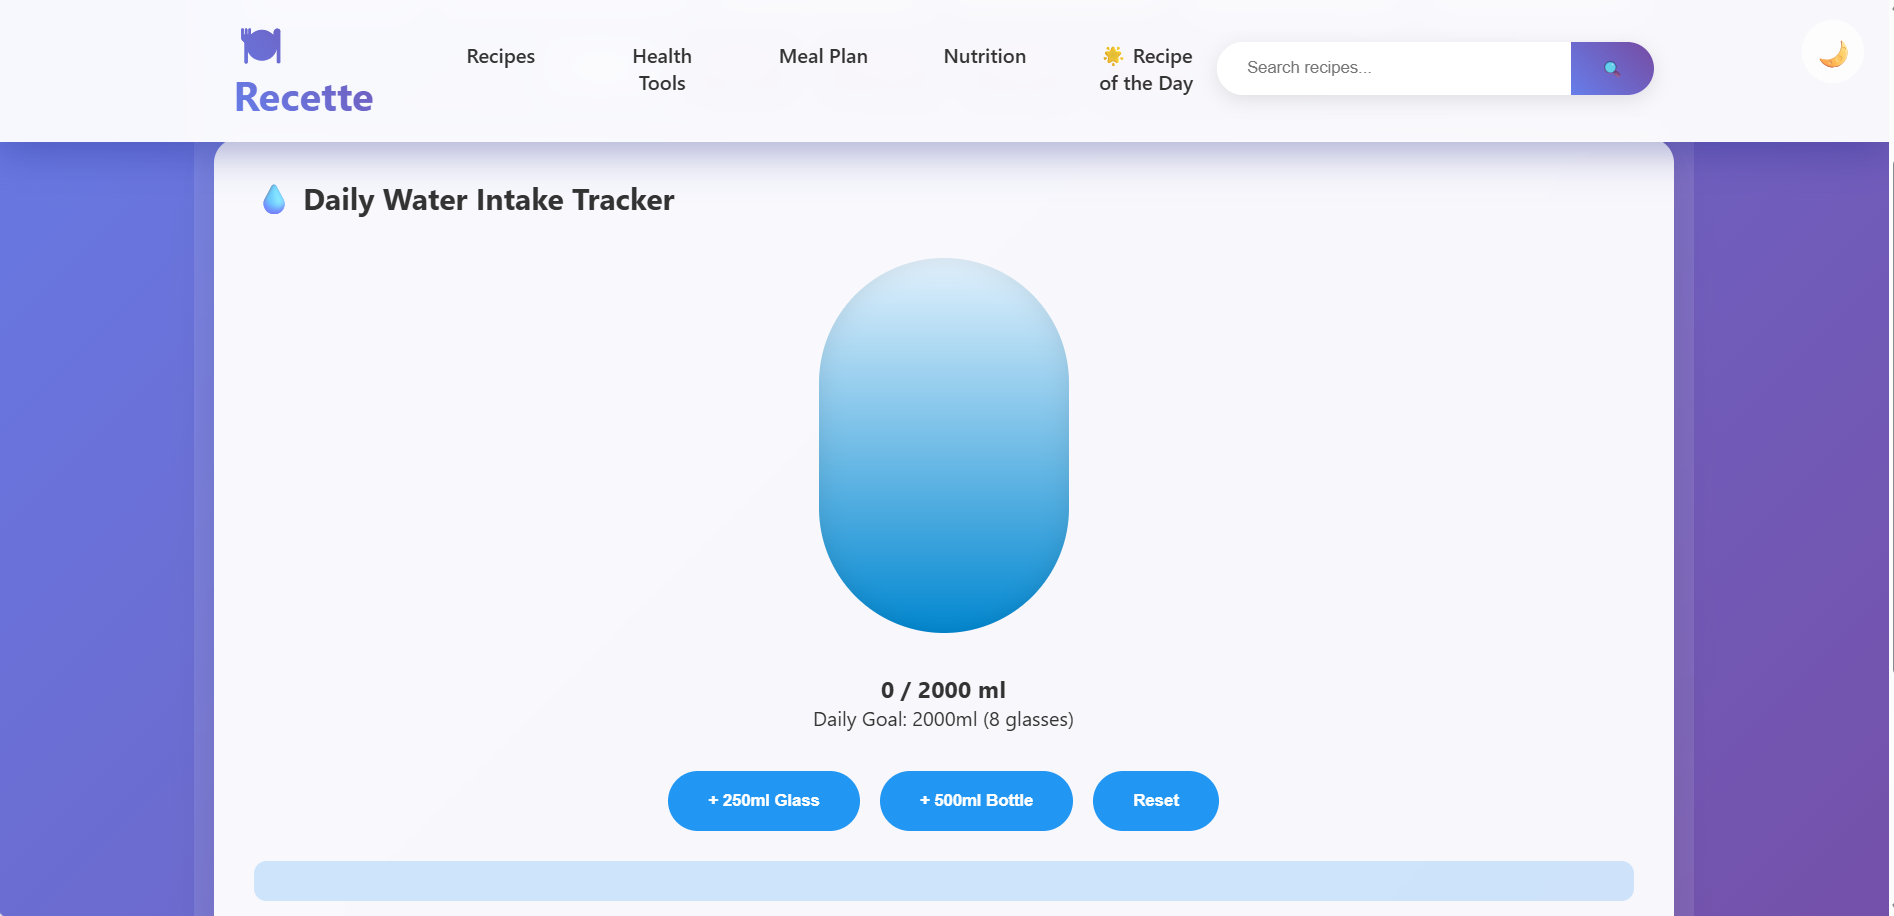 Recette
Recipes
Health
Tools
Meal Plan
Nutrition
🌟 Recipe
of the Day
Search recipes...
Daily Water Intake Tracker
0 / 2000 ml
Daily Goal: 2000ml (8 glasses)
+ 250ml Glass
+ 500ml Bottle
Reset